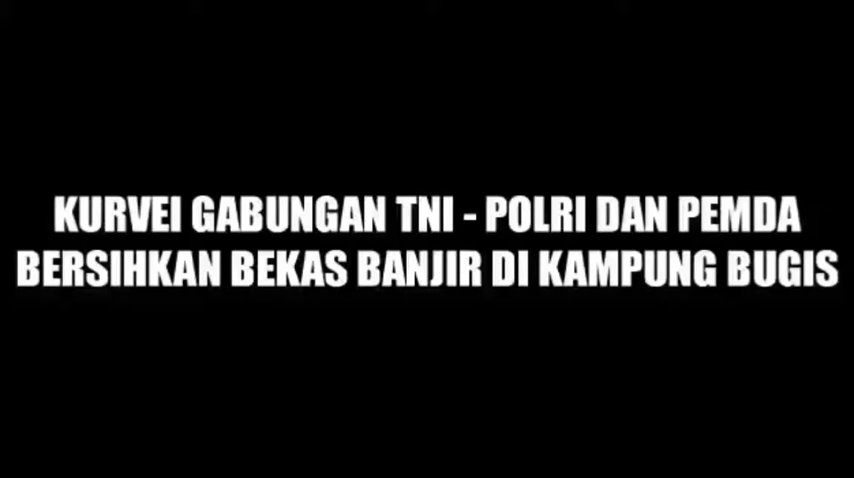 KURVEI GABUNGAN TNI - POLRI DAN PEMDA
BERSIHKAN BEKAS BANJIR DI KAMPUNG BUGIS